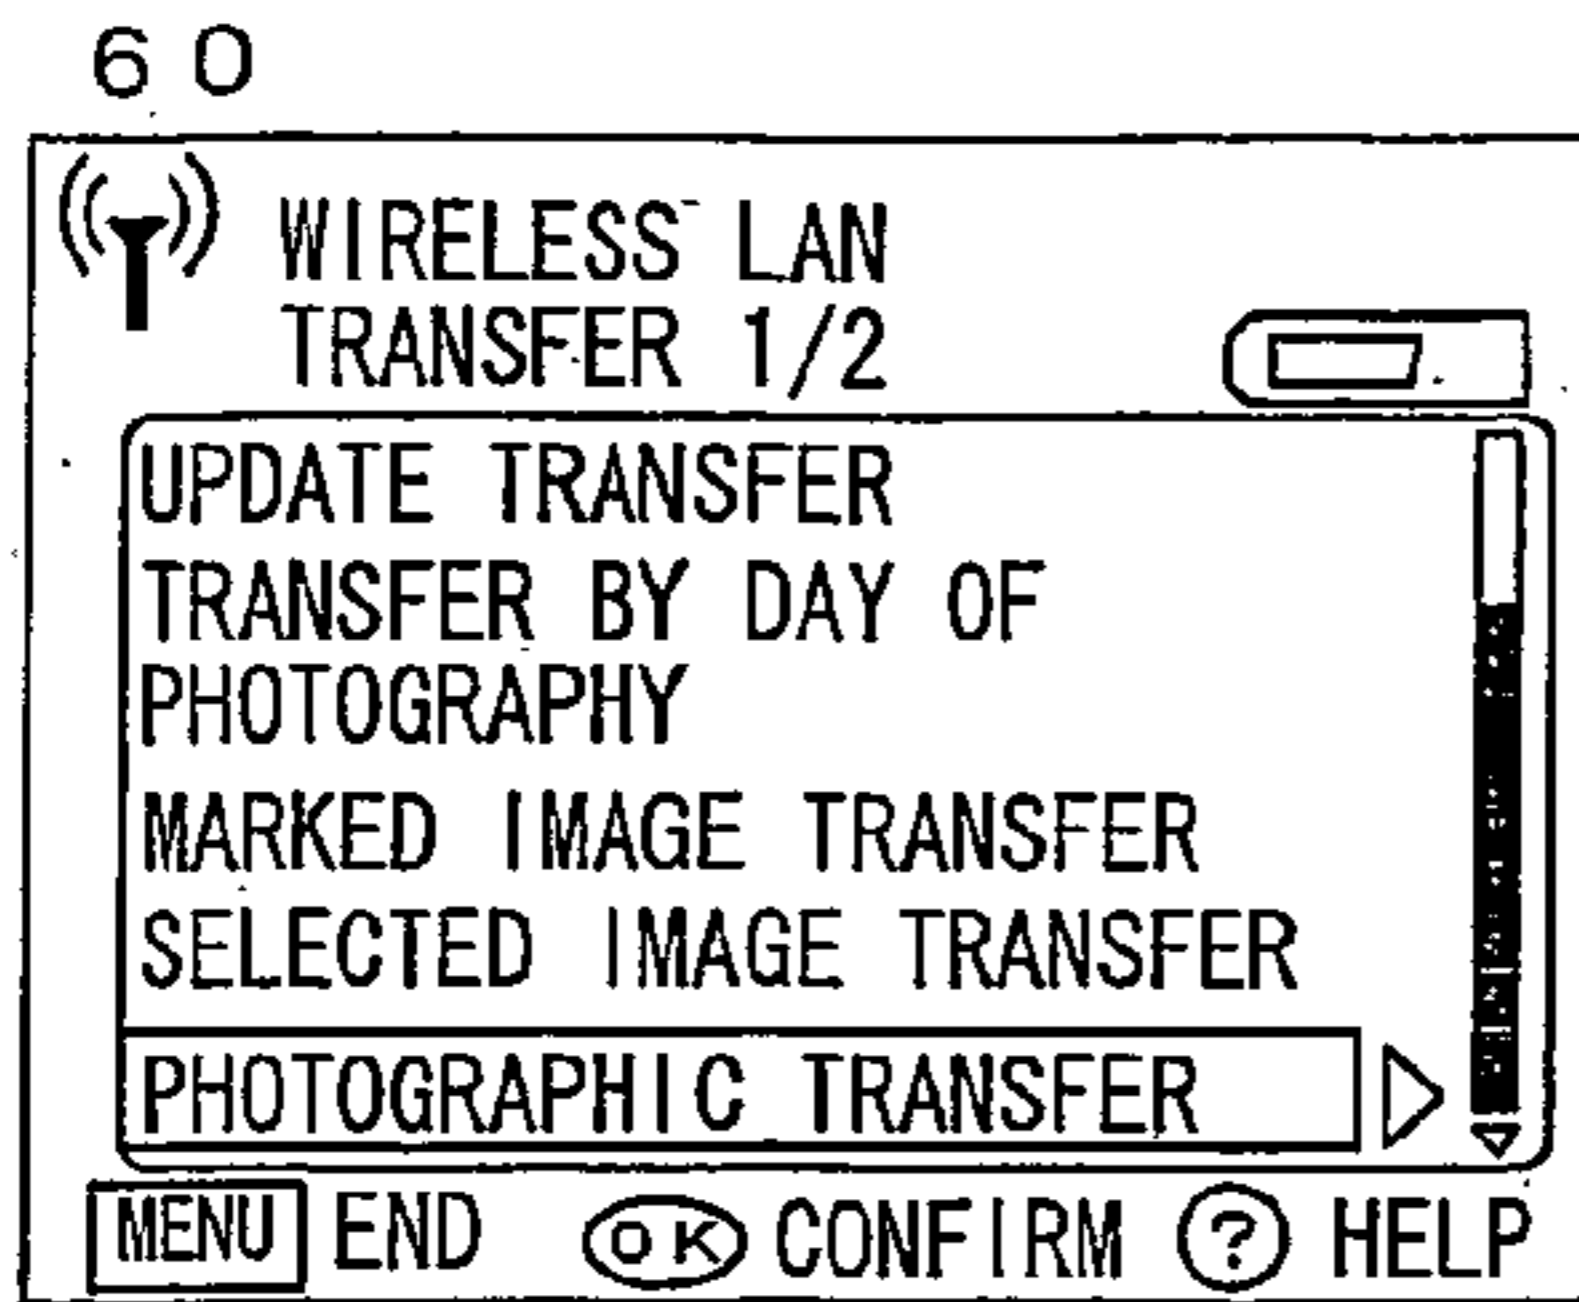 60
WIRELESS LAN
TRANSFER 1/2
UPDATE TRANSFER
TRANSFER BY DAY OF
PHOTOGRAPHY
MARKED IMAGE TRANSFER
SELECTED IMAGE TRANSFER
PHOTOGRAPHIC TRANSFER
MENU END OK CONFIRM ? HELP